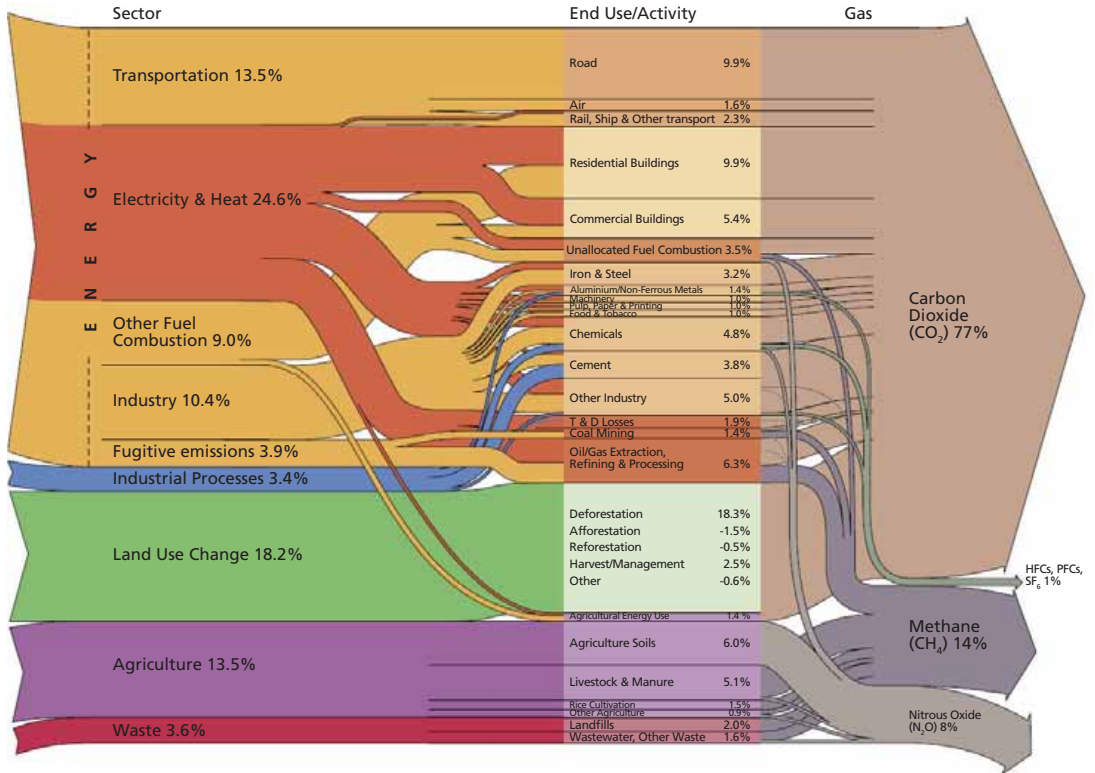 Sector End Use/Activity Gas
Transportation 13.5%
Electricity & Heat 24.6%
ENERGY
Other Fuel
Combustion 9.0%
Industry 10.4%
Fugitive emissions 3.9%
Industrial Processes 3.4%
Land Use Change 18.2%
Agriculture 13.5%
Waste 3.6%
Road 9.9%
Air 1.6%
Rail, Ship & Other transport 2.3%
Residential Buildings 9.9%
Commercial Buildings 5.4%
Unallocated Fuel Combustion 3.5%
Iron & Steel 3.2%
Aluminium/Non-Ferrous Metals 1.4%
Machinery 1.0%
Pulp, Paper & Printing 1.0%
Food & Tobacco 1.0%
Chemicals 4.8%
Cement 3.8%
Other Industry 5.0%
T & D Losses 1.9%
Coal Mining 1.4%
Oil/Gas Extraction,
Refining & Processing 6.3%
Deforestation 18.3%
Afforestation -1.5%
Reforestation -0.5%
Harvest/Management 2.5%
Other -0.6%
Agricultural Energy Use 1.4 %
Agriculture Soils 6.0%
Livestock & Manure 5.1%
Rice Cultivation 1.5%
Other Agriculture 0.9%
Landfills 2.0%
Wastewater, Other Waste 1.6%
Carbon
Dioxide
(CO₂) 77%
HFCs, PFCs,
SF₆ 1%
Methane
(CH₄) 14%
Nitrous Oxide
(N₂O) 8%